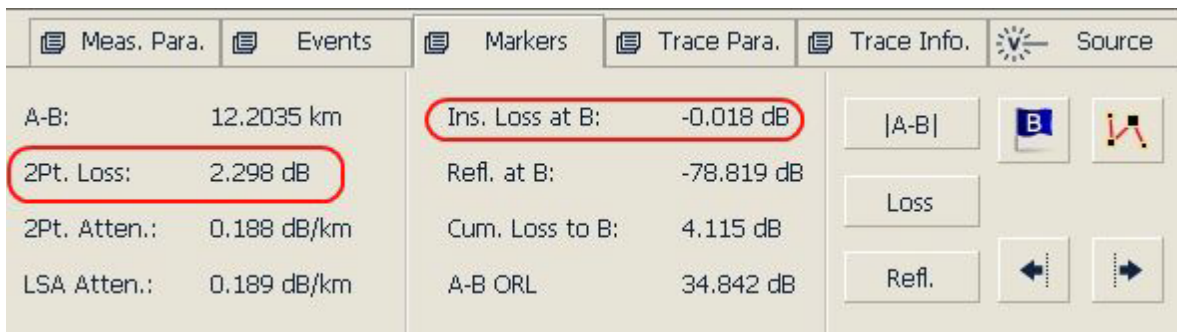 Meas. Para. Events Markers Trace Para. Trace Info. Source
A-B: 12.2035 km
2Pt. Loss: 2.298 dB
2Pt. Atten.: 0.188 dB/km
LSA Atten.: 0.189 dB/km
Ins. Loss at B: -0.018 dB
Refl. at B: -78.819 dB
Cum. Loss to B: 4.115 dB
A-B ORL 34.842 dB
|A-B|
B
Loss
Refl.